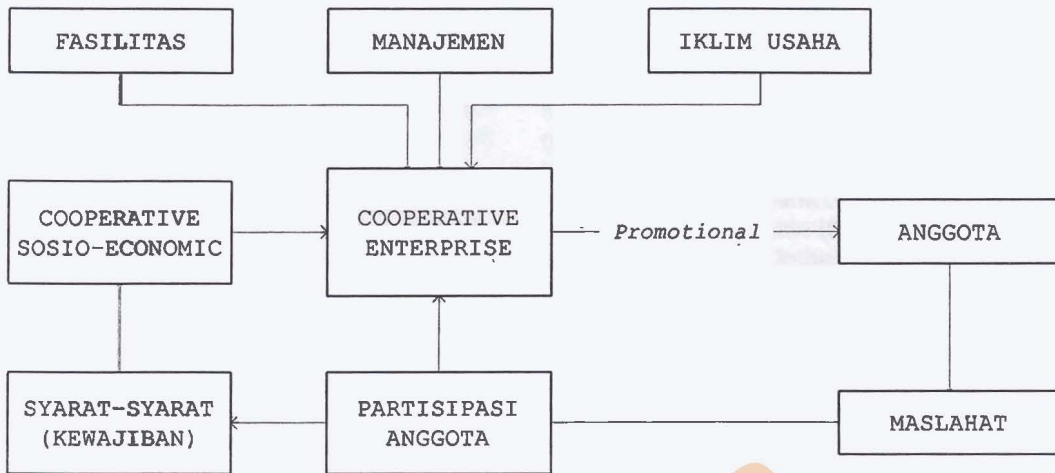 FASILITAS
MANAJEMEN
IKLIM USAHA
COOPERATIVE
SOSIO-ECONOMIC
COOPERATIVE
ENTERPRISE
Promotional
ANGGOTA
SYARAT-SYARAT
(KEWAJIBAN)
PARTISIPASI
ANGGOTA
MASLAHAT